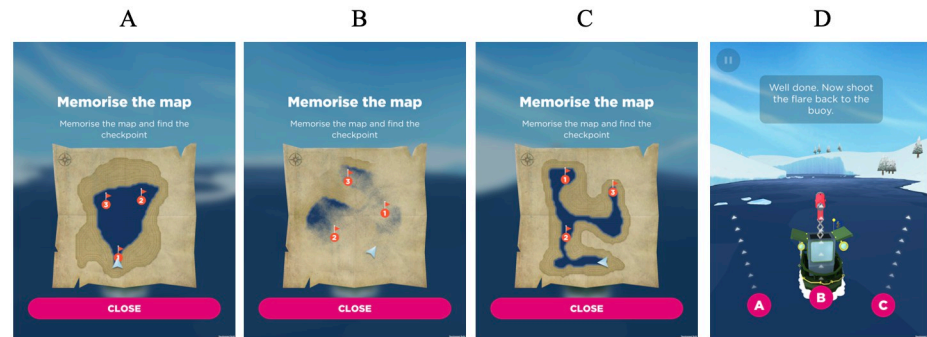 A
B
C
D
Memorise the map
Memorise the map and find the
checkpoint
3
2
1
CLOSE
Memorise the map
Memorise the map and find the
checkpoint
3
1
2
CLOSE
Memorise the map
Memorise the map and find the
checkpoint
1
3
2
CLOSE
Well done. Now shoot
the flare back to the
buoy.
A
B
C